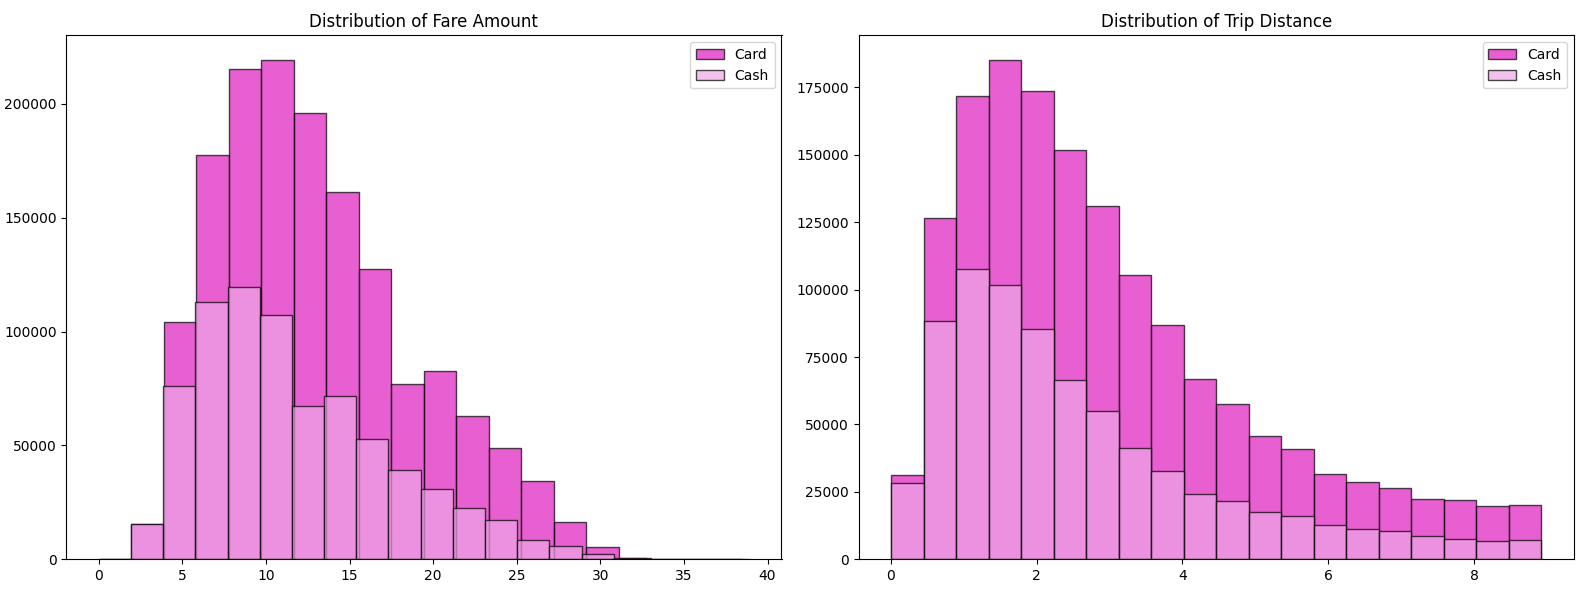 Distribution of Fare Amount
Card
Cash
200000
150000
100000
50000
0
0 5 10 15 20 25 30 35 40
Distribution of Trip Distance
Card
Cash
175000
150000
125000
100000
75000
50000
25000
0
0 2 4 6 8